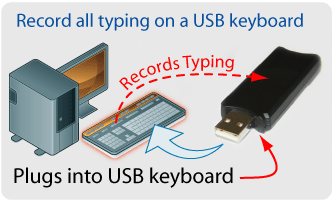 Record all typing on a USB keyboard
Records Typing
Plugs into USB keyboard